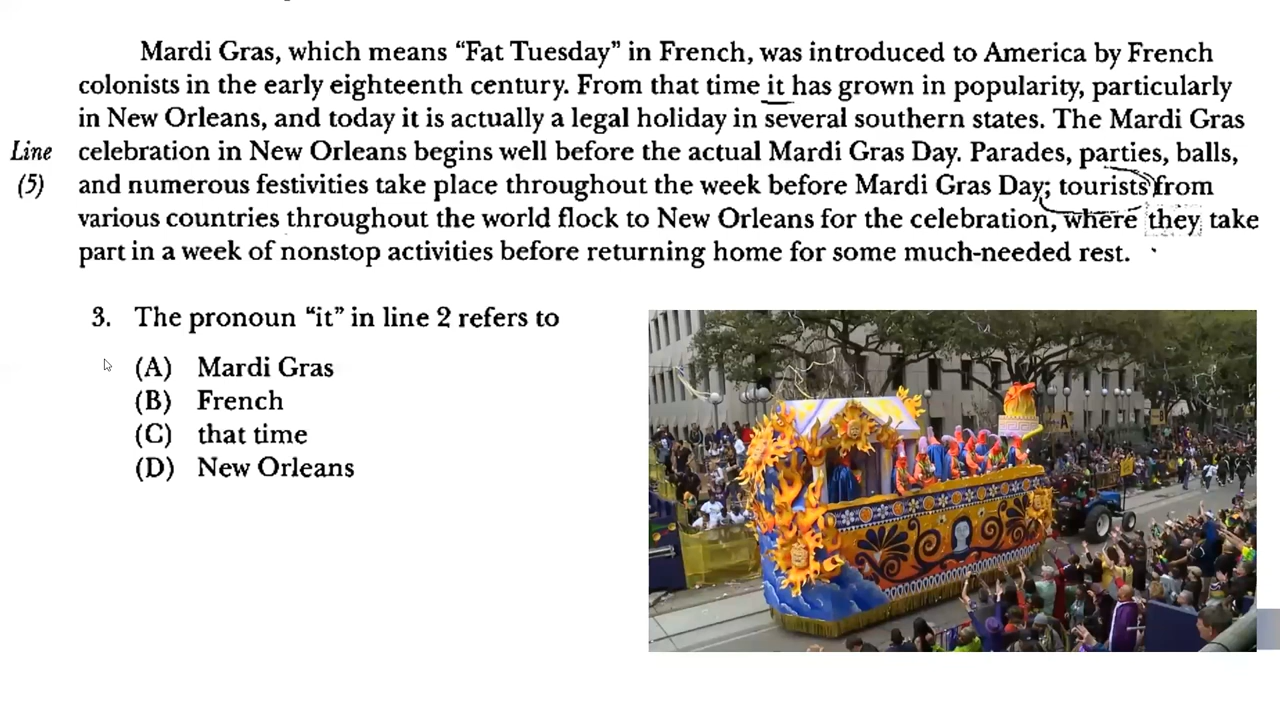 Mardi Gras, which means “Fat Tuesday” in French, was introduced to America by French
colonists in the early eighteenth century. From that time it has grown in popularity, particularly
in New Orleans, and today it is actually a legal holiday in several southern states. The Mardi Gras
Line celebration in New Orleans begins well before the actual Mardi Gras Day. Parades, parties, balls,
(5) and numerous festivities take place throughout the week before Mardi Gras Day; tourists from
various countries throughout the world flock to New Orleans for the celebration, where they take
part in a week of nonstop activities before returning home for some much-needed rest.
3. The pronoun “it” in line 2 refers to
(A) Mardi Gras
(B) French
(C) that time
(D) New Orleans